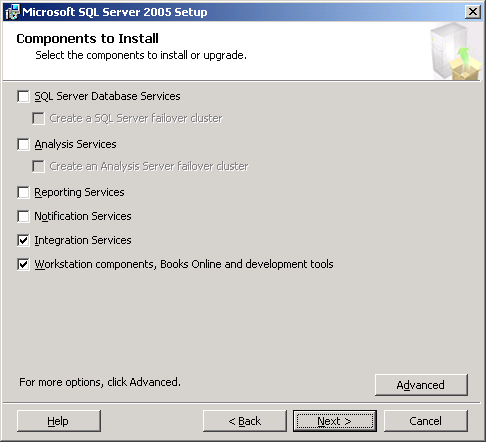 Microsoft SQL Server 2005 Setup
Components to Install
Select the components to install or upgrade.
SQL Server Database Services
Create a SQL Server failover cluster
Analysis Services
Create an Analysis Server failover cluster
Reporting Services
Notification Services
Integration Services
Workstation components, Books Online and development tools
For more options, click Advanced.
Advanced
Help
< Back
Next >
Cancel